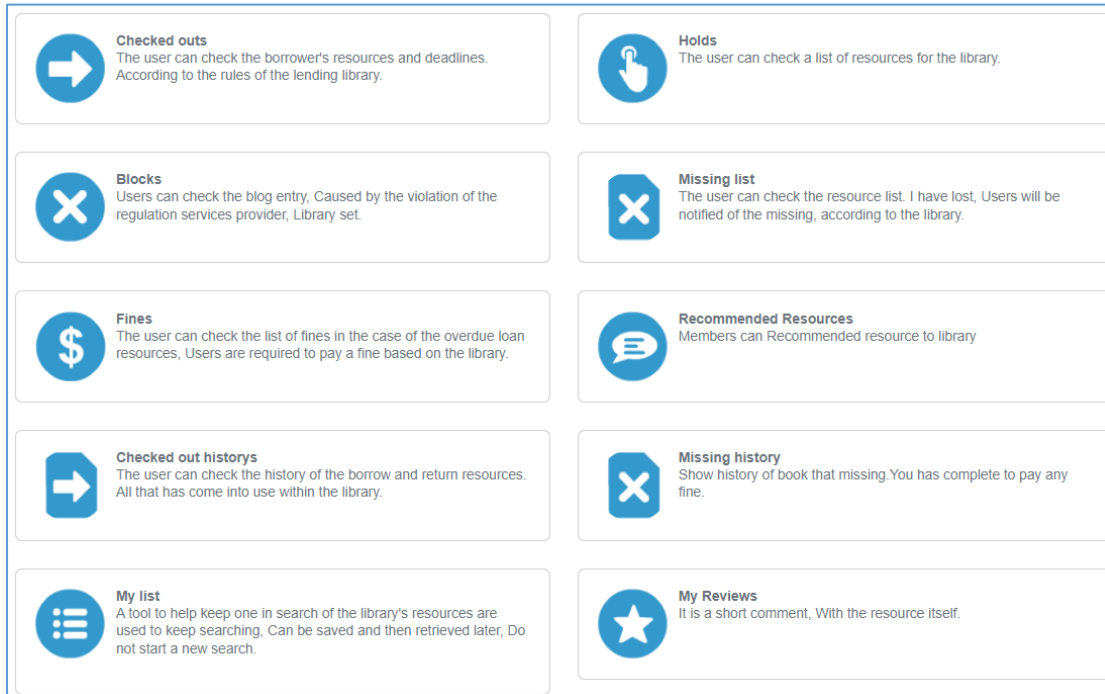 Checked outs
The user can check the borrower's resources and deadlines.
According to the rules of the lending library.
Holds
The user can check a list of resources for the library.
Blocks
Users can check the blog entry, Caused by the violation of the
regulation services provider, Library set.
Missing list
The user can check the resource list. I have lost, Users will be
notified of the missing, according to the library.
Fines
The user can check the list of fines in the case of the overdue loan
resources, Users are required to pay a fine based on the library.
Recommended Resources
Members can Recommended resource to library
Checked out historys
The user can check the history of the borrow and return resources.
All that has come into use within the library.
Missing history
Show history of book that missing.You has complete to pay any
fine.
My list
A tool to help keep one in search of the library's resources are
used to keep searching, Can be saved and then retrieved later, Do
not start a new search.
My Reviews
It is a short comment, With the resource itself.